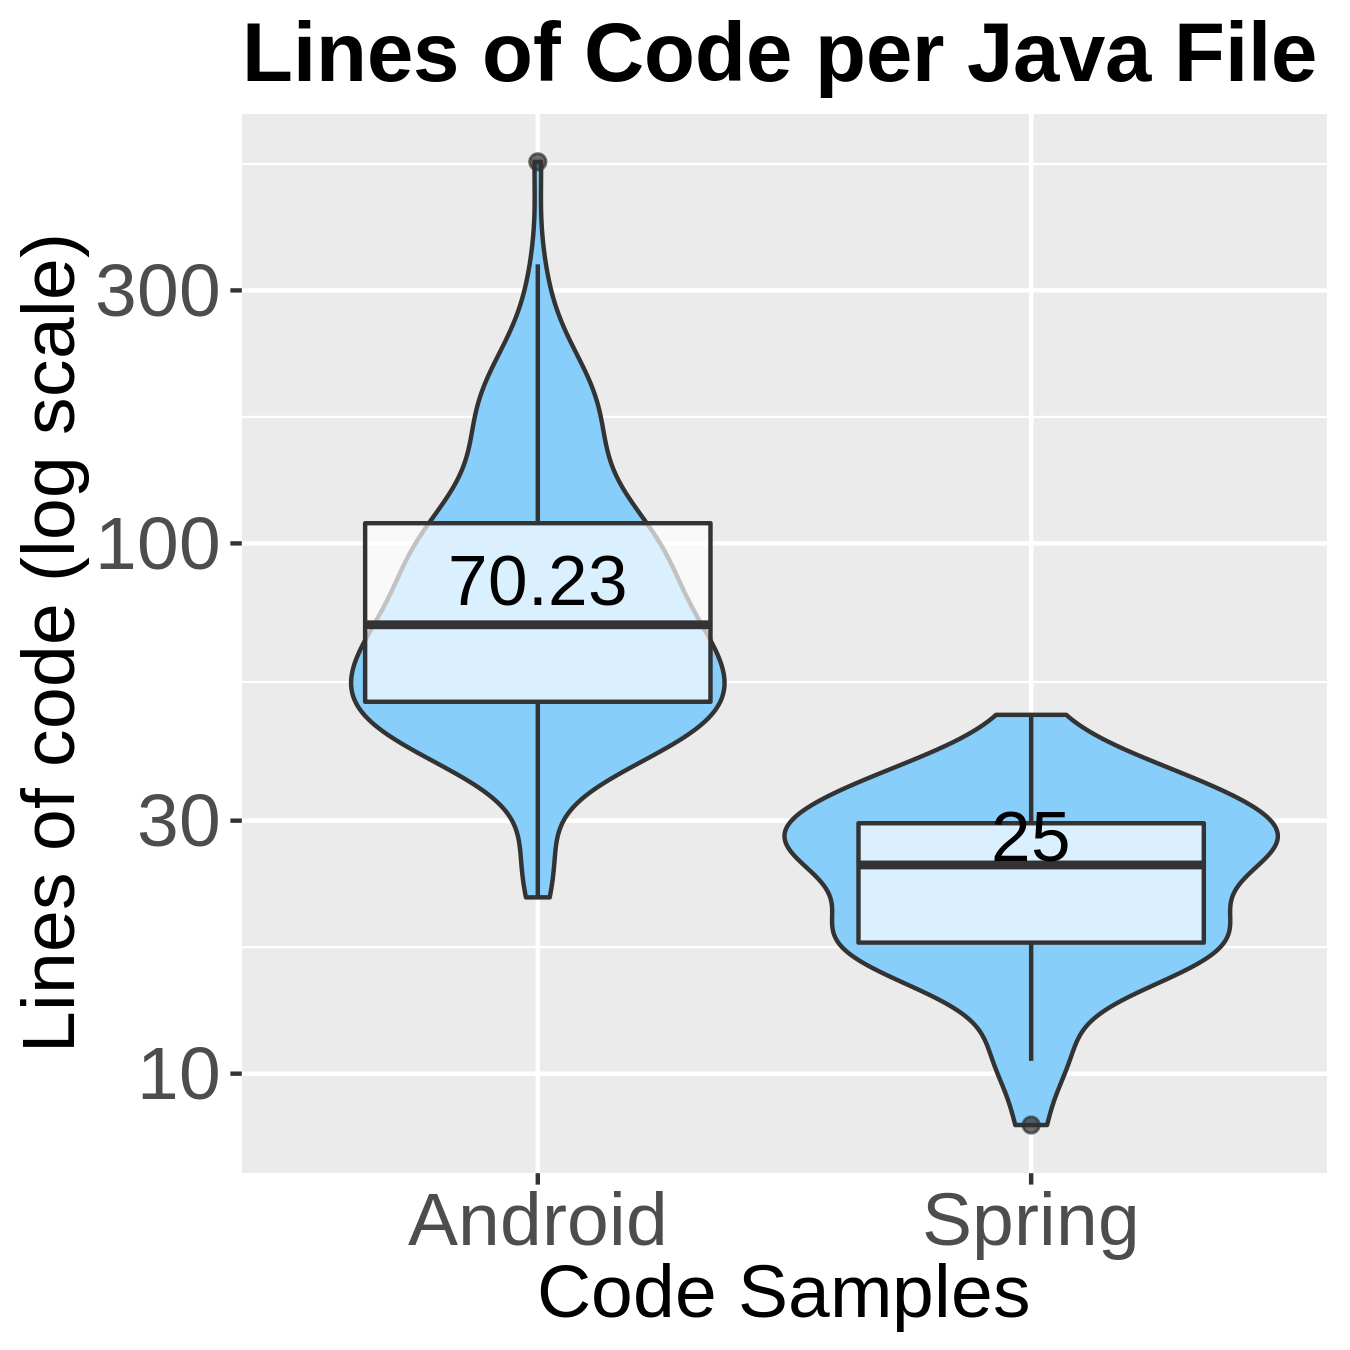 Lines of Code per Java File
Lines of code (log scale)
300
100
30
10
70.23
25
Android
Spring
Code Samples